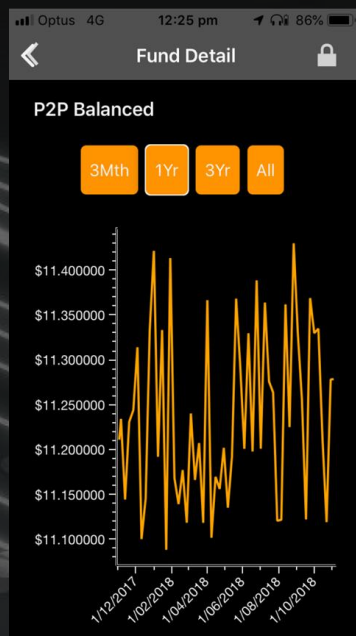 Optus 4G 12:25 pm 86%
Fund Detail
P2P Balanced
3Mth 1Yr 3Yr All
$11.400000
$11.350000
$11.300000
$11.250000
$11.200000
$11.150000
$11.100000
1/12/2017 1/02/2018 1/04/2018 1/06/2018 1/08/2018 1/10/2018